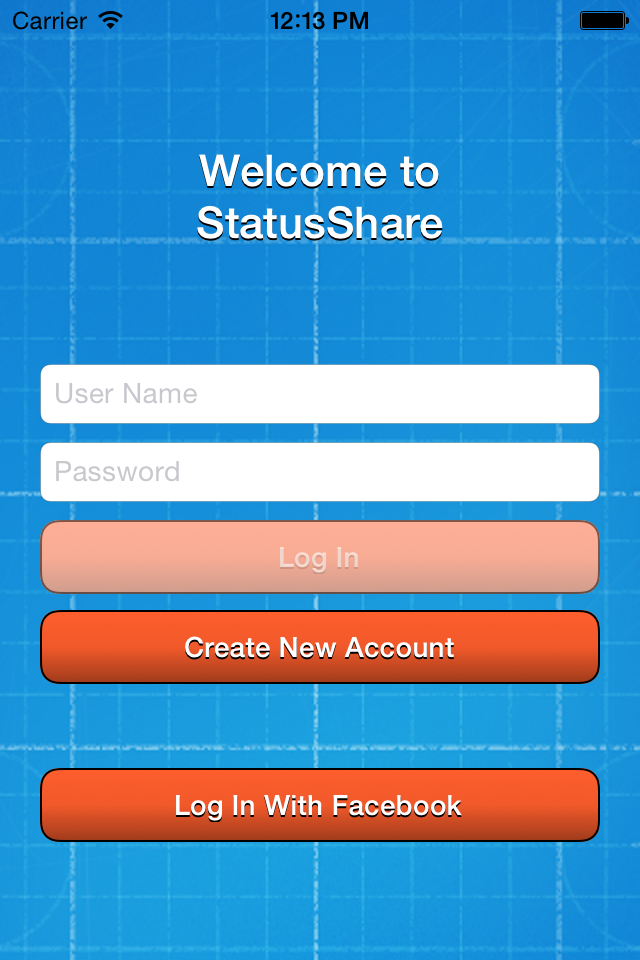 Carrier 12:13 PM
Welcome to
StatusShare
User Name
Password
Log In
Create New Account
Log In With Facebook